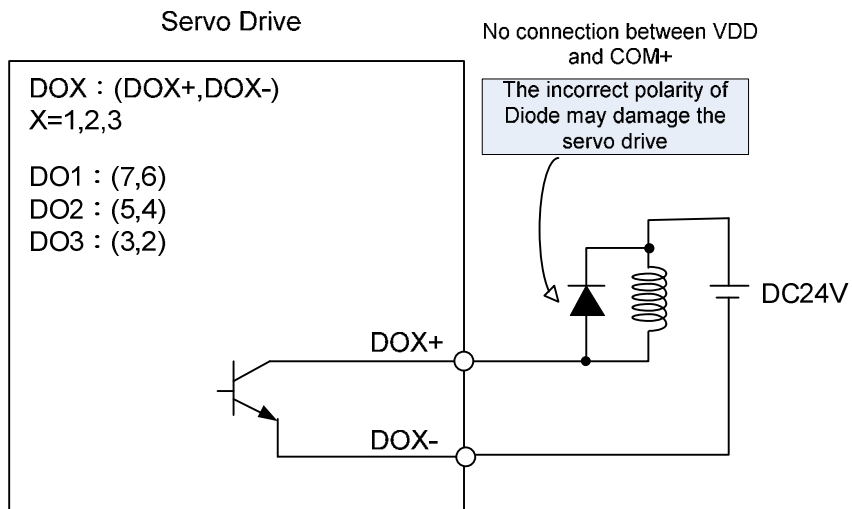 Servo Drive
No connection between VDD
and COM+
The incorrect polarity of
Diode may damage the
servo drive
DOX：(DOX+,DOX-)
X=1,2,3
DO1：(7,6)
DO2：(5,4)
DO3：(3,2)
DC24V
DOX+
DOX-